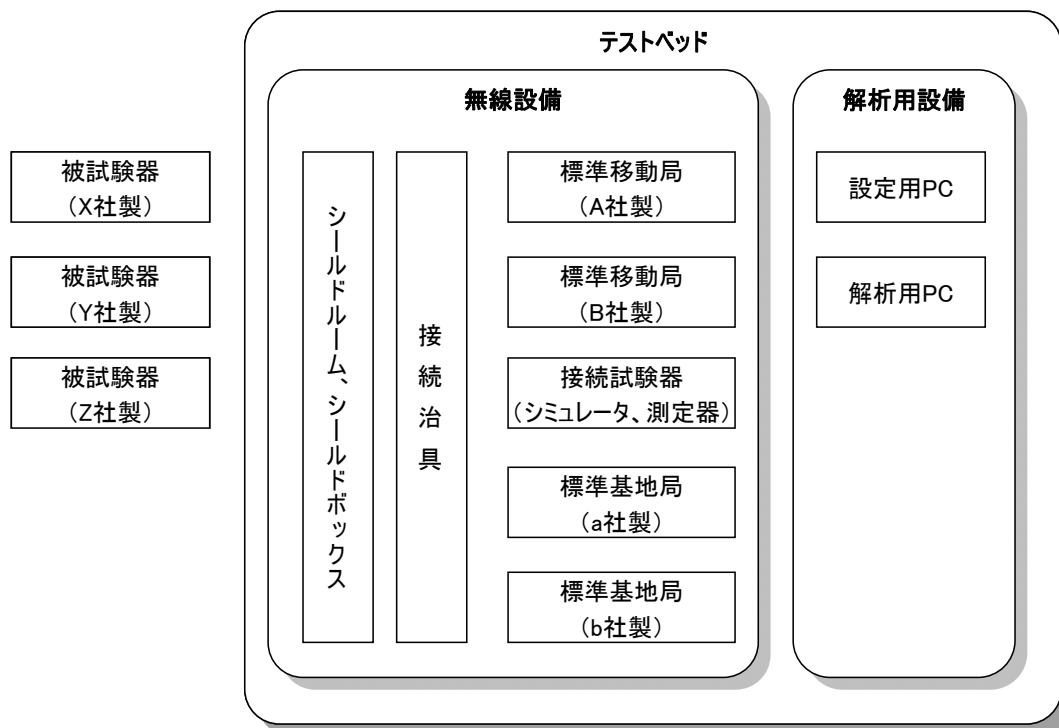 テストベッド
無線設備
解析用設備
被試験器
（X社製）
被試験器
（Y社製）
被試験器
（Z社製）
シールドルーム、シールドボックス
接続治具
標準移動局
（A社製）
標準移動局
（B社製）
接続試験器
（シミュレータ、測定器）
標準基地局
（a社製）
標準基地局
（b社製）
設定用PC
解析用PC